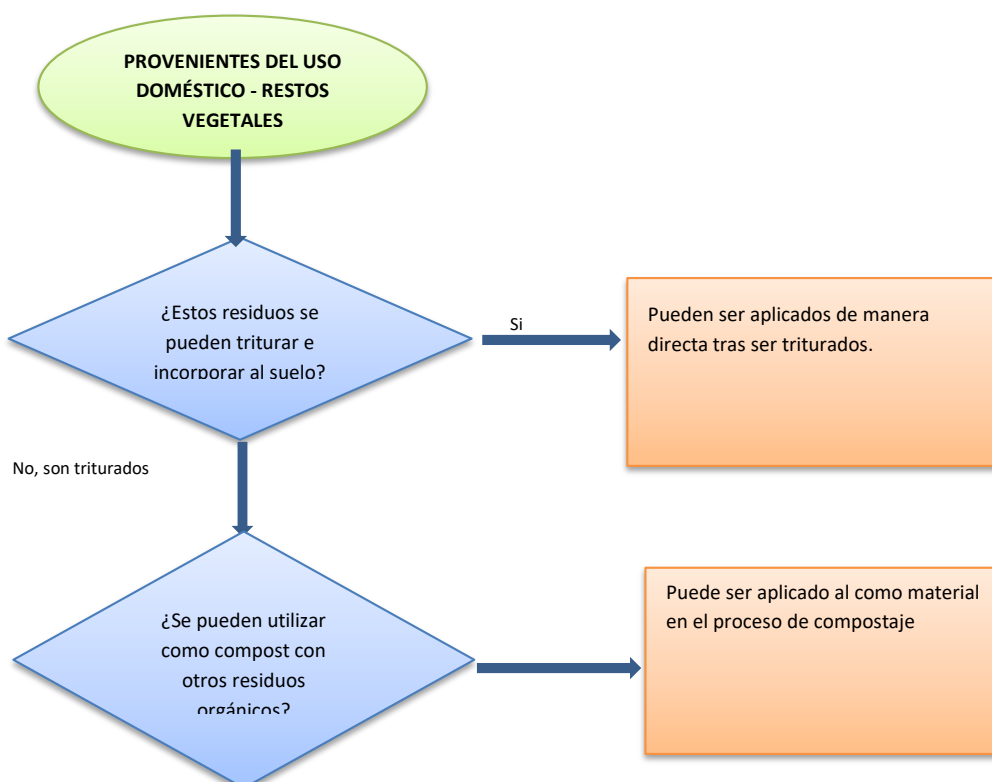 PROVENIENTES DEL USO
DOMÉSTICO - RESTOS
VEGETALES
¿Estos residuos se
pueden triturar e
incorporar al suelo?
Si
Pueden ser aplicados de manera
directa tras ser triturados.
No, son triturados
¿Se pueden utilizar
como compost con
otros residuos
orgánicos?
Puede ser aplicado al como material
en el proceso de compostaje